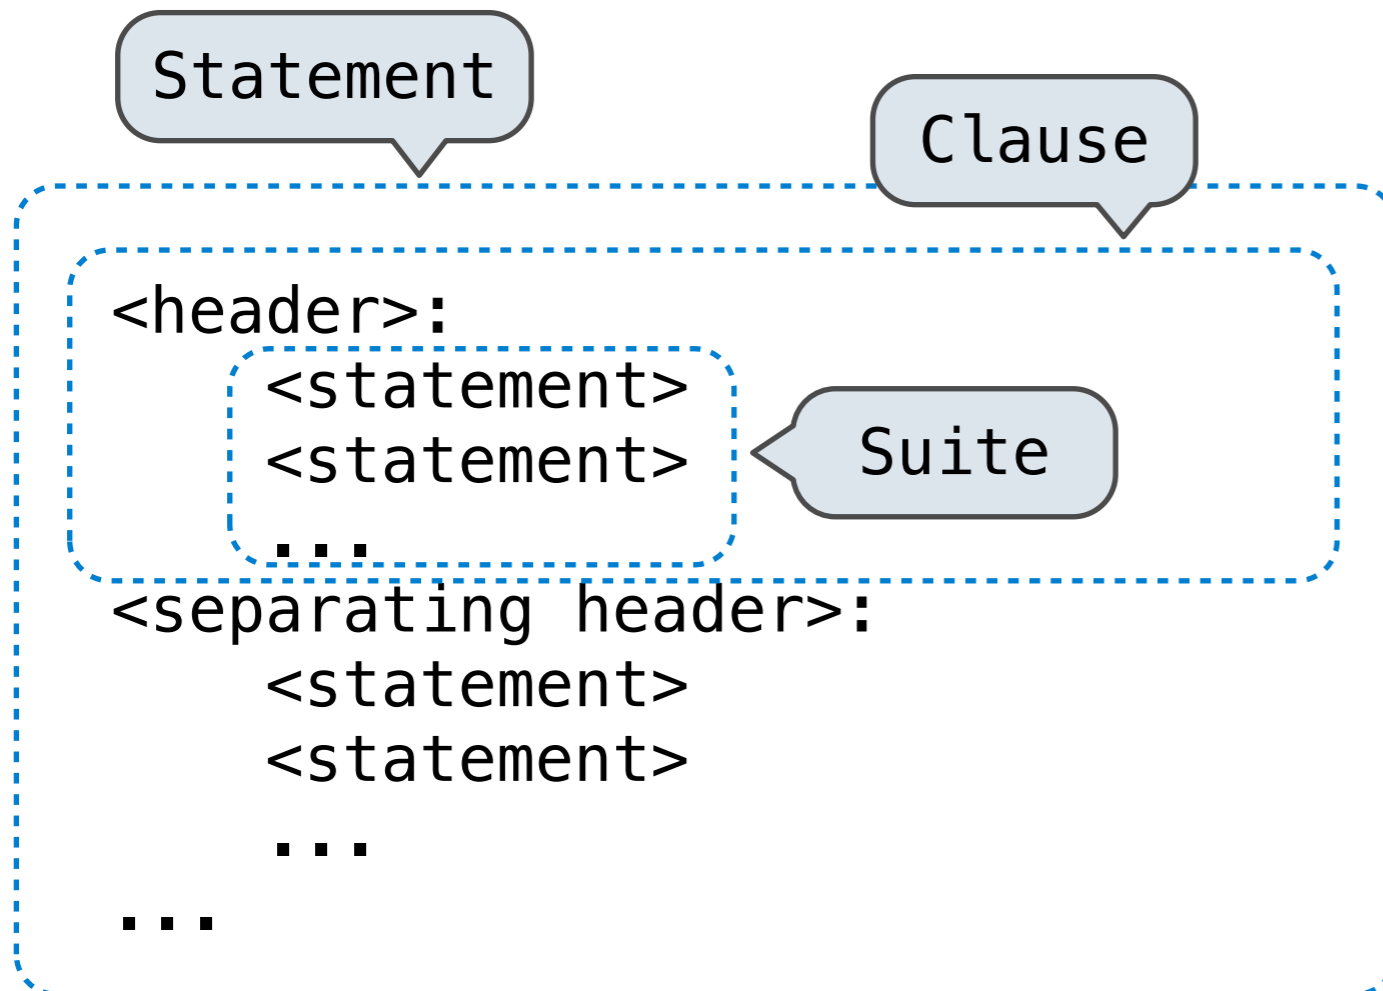 Statement
Clause
<header>:
<statement>
<statement>
Suite
...
<separating header>:
<statement>
<statement>
...
...